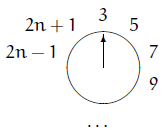 2n + 1 3 5
2n − 1 7
9
...